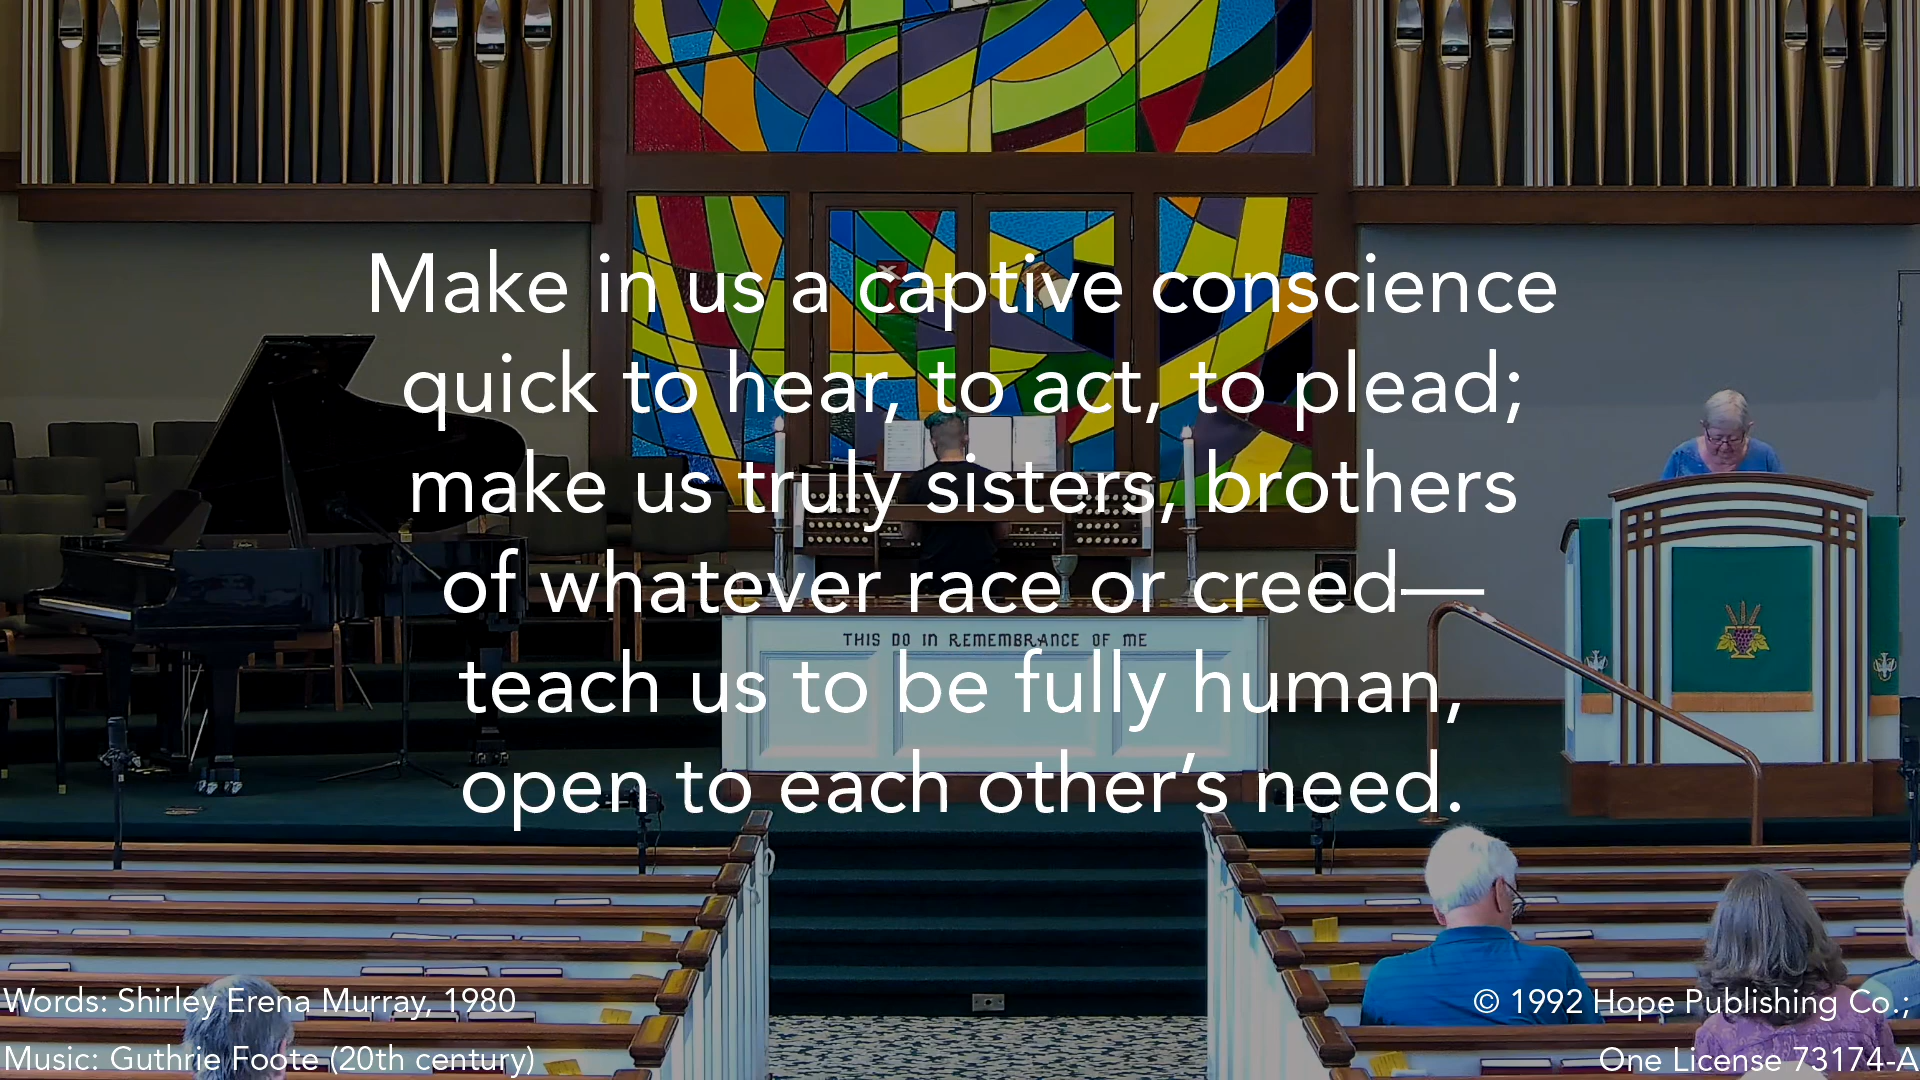 Make in us a captive conscience
quick to hear, to act, to plead;
make us truly sisters, brothers
of whatever race or creed—
THIS DO IN REMEMBRANCE OF ME
teach us to be fully human,
open to each other’s need.
Words: Shirley Erena Murray, 1980
Music: Guthrie Foote (20th century)
© 1992 Hope Publishing Co.;
One License 73174-A